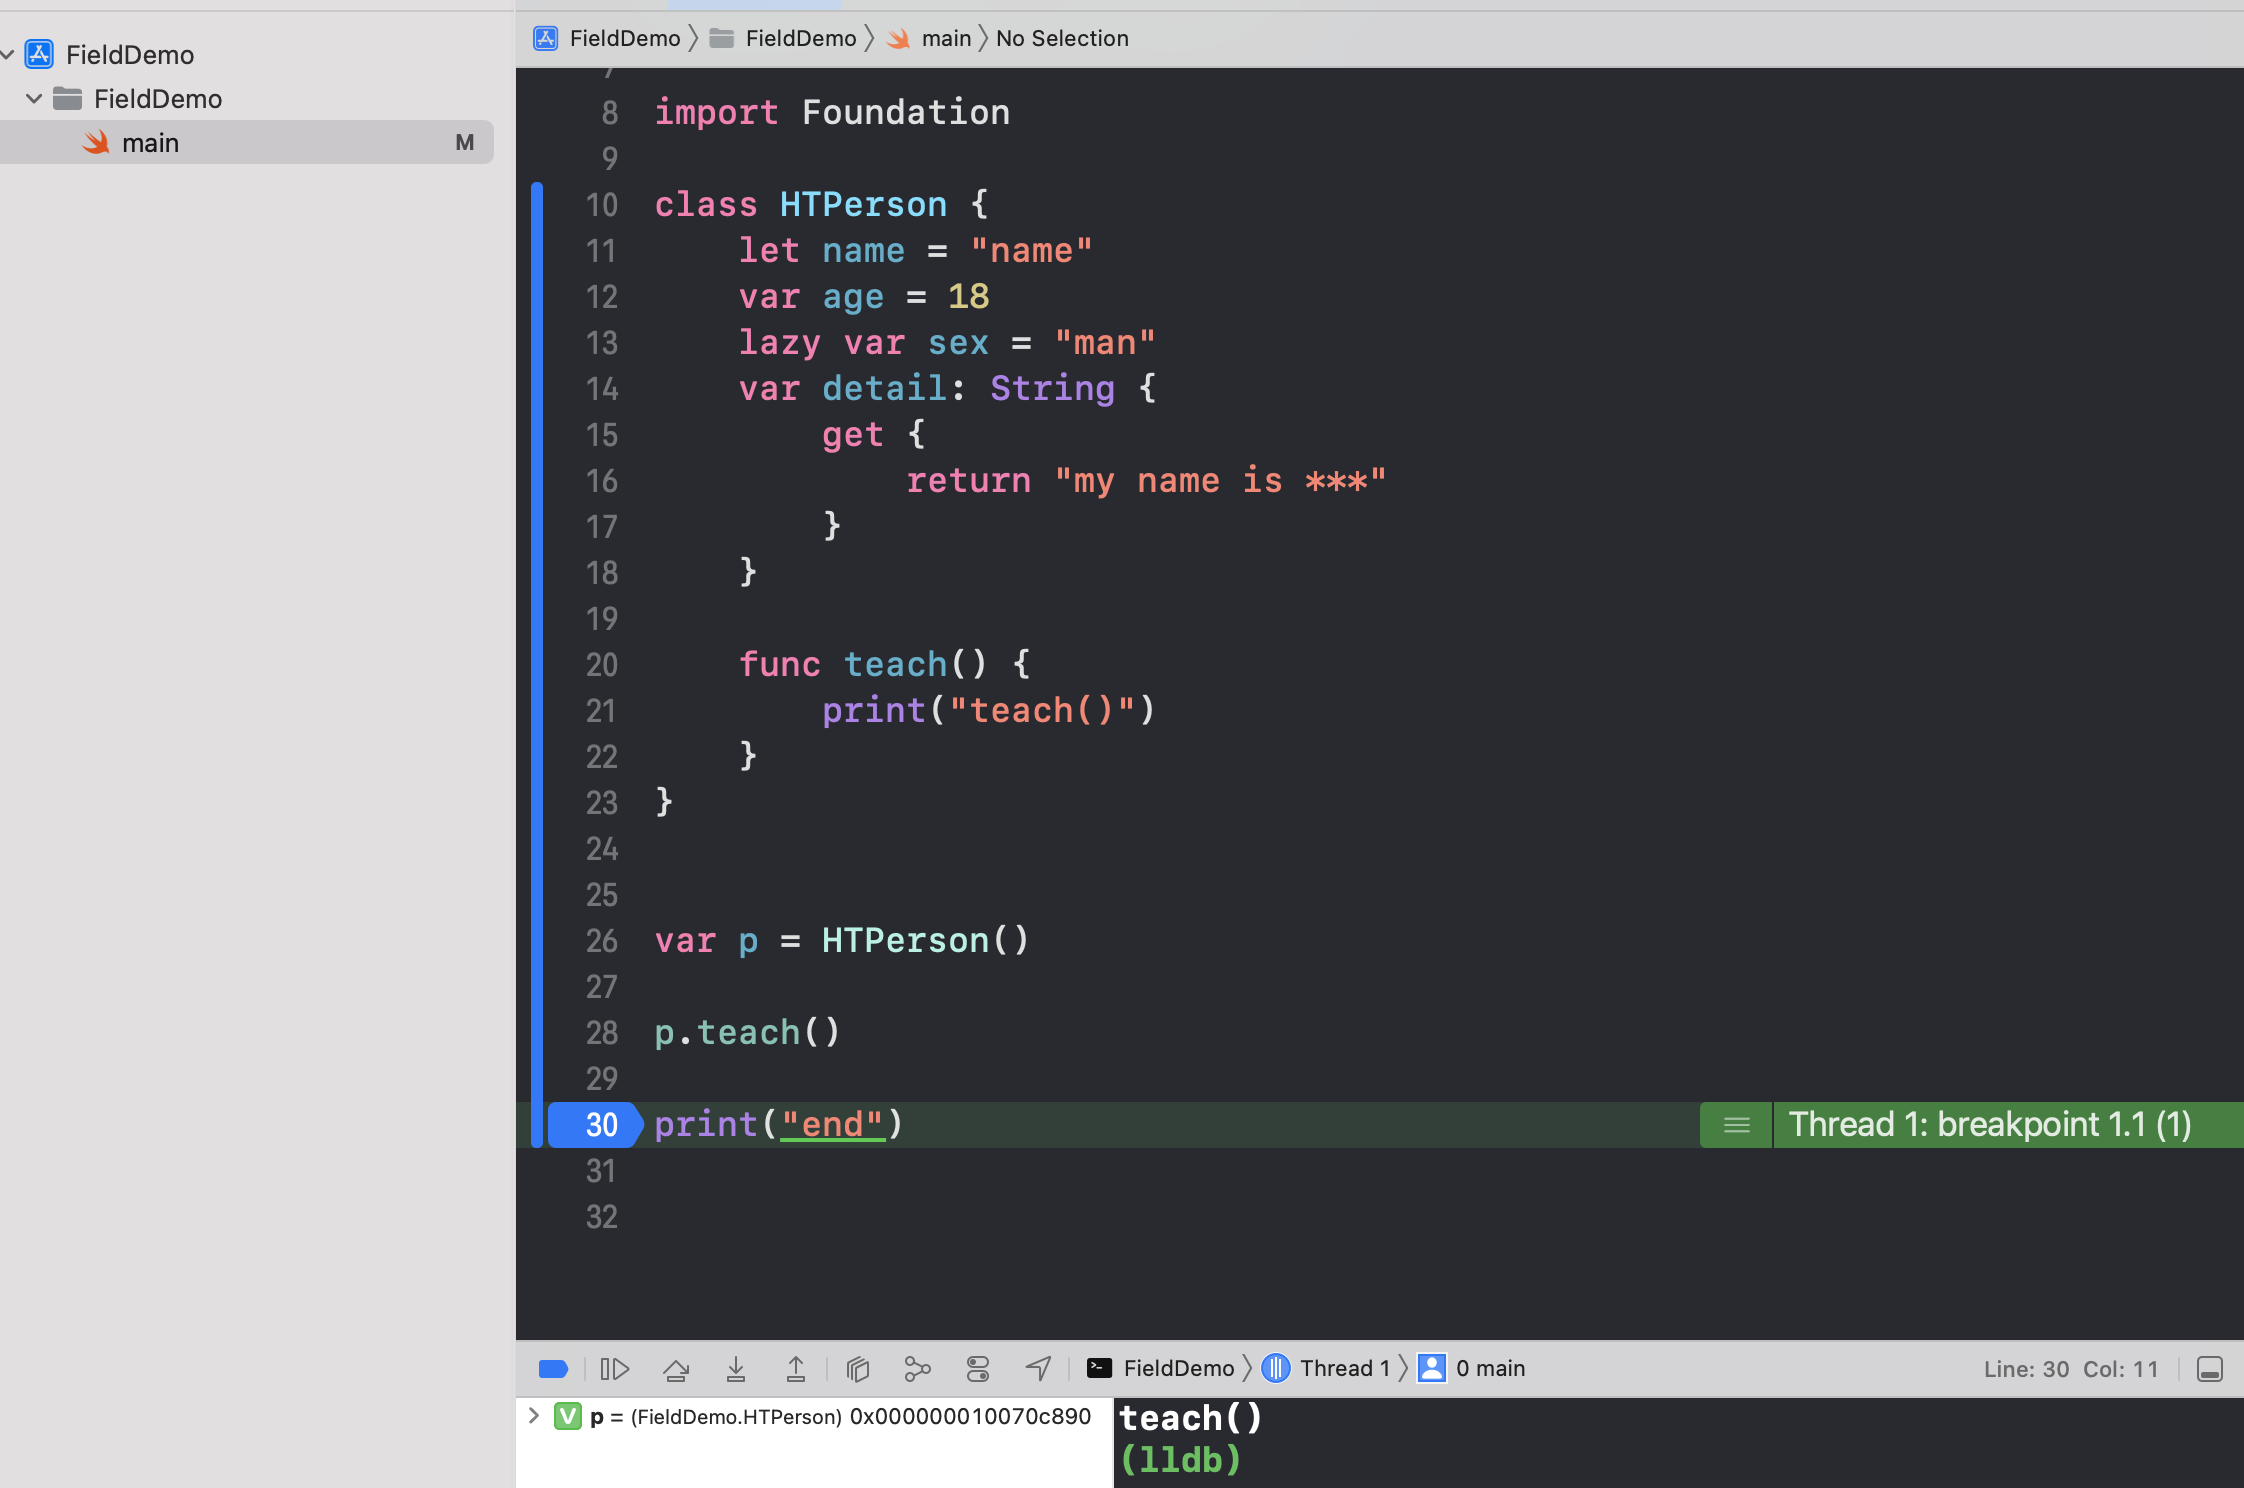 FieldDemo
FieldDemo
main M
FieldDemo FieldDemo main No Selection
7
8 import Foundation
9
10 class HTPerson {
11 let name = "name"
12 var age = 18
13 lazy var sex = "man"
14 var detail: String {
15 get {
16 return "my name is ***"
17 }
18 }
19
20 func teach() {
21 print("teach()")
22 }
23 }
24
25
26 var p = HTPerson()
27
28 p.teach()
29
30 print("end") Thread 1: breakpoint 1.1 (1)
31
32
FieldDemo Thread 1 0 main Line: 30 Col: 11
V p = (FieldDemo.HTPerson) 0x000000010070c890
teach()
(lldb)